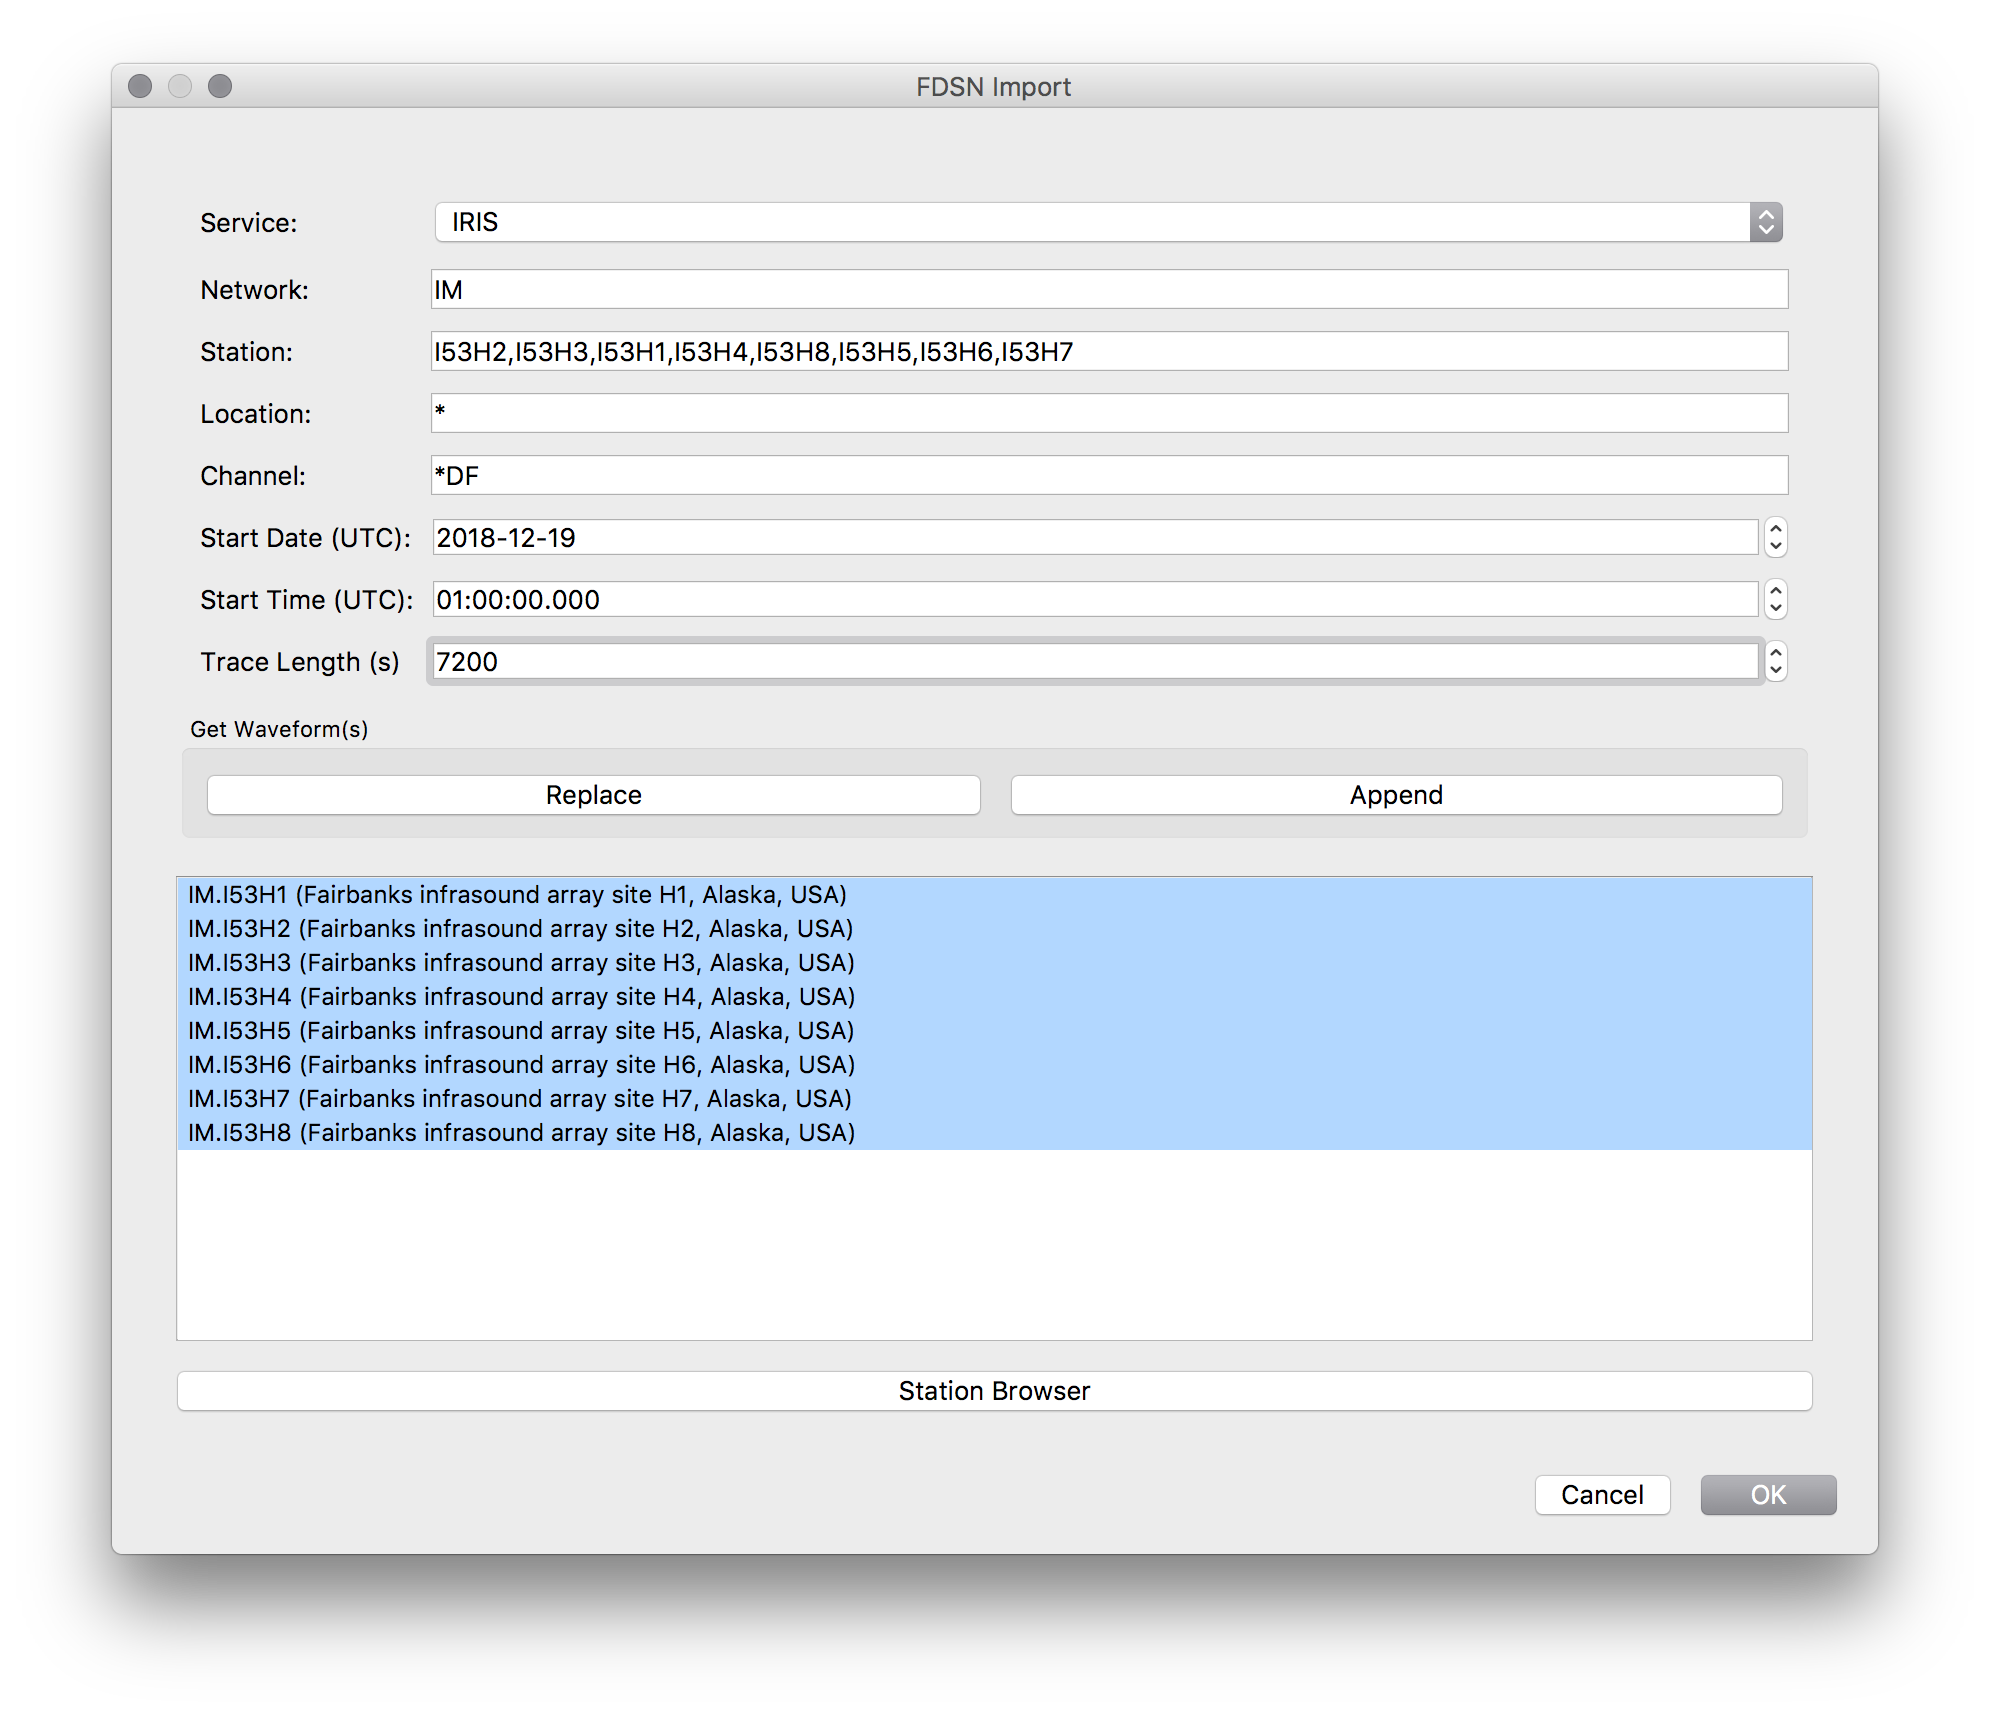 FDSN Import
Service: IRIS
Network: IM
Station: I53H2,I53H3,I53H1,I53H4,I53H8,I53H5,I53H6,I53H7
Location: *
Channel: *DF
Start Date (UTC): 2018-12-19
Start Time (UTC): 01:00:00.000
Trace Length (s) 7200
Get Waveform(s)
Replace Append
IM.I53H1 (Fairbanks infrasound array site H1, Alaska, USA)
IM.I53H2 (Fairbanks infrasound array site H2, Alaska, USA)
IM.I53H3 (Fairbanks infrasound array site H3, Alaska, USA)
IM.I53H4 (Fairbanks infrasound array site H4, Alaska, USA)
IM.I53H5 (Fairbanks infrasound array site H5, Alaska, USA)
IM.I53H6 (Fairbanks infrasound array site H6, Alaska, USA)
IM.I53H7 (Fairbanks infrasound array site H7, Alaska, USA)
IM.I53H8 (Fairbanks infrasound array site H8, Alaska, USA)
Station Browser
Cancel OK